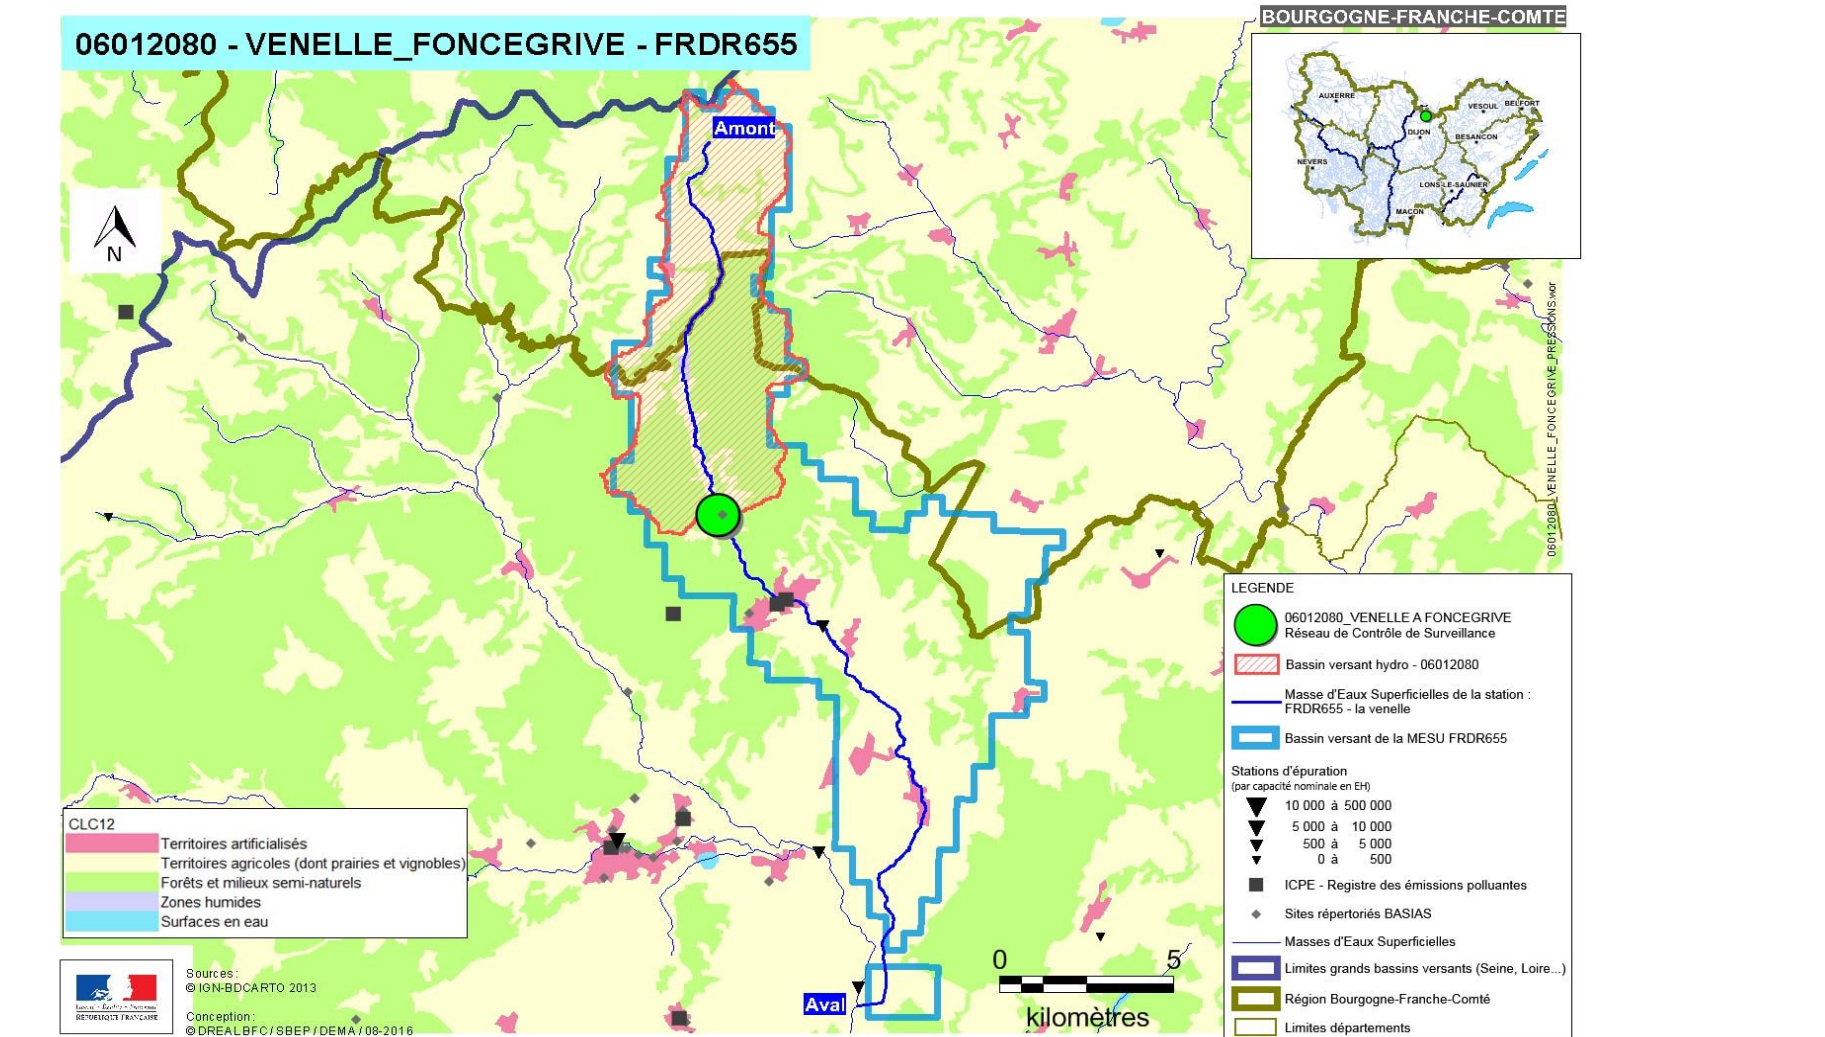 06012080 - VENELLE_FONCEGRIVE - FRDR655
BOURGOGNE-FRANCHE-COMTE
AUXERRE
VESOUL
BELFORT
DIJON
BESANCON
NEVERS
LONS-LE-SAUNIER
MACON
Amont
N
06012080_VENELLE_FONCEGRIVE_PRESSIONS.wor
LEGENDE
06012080_VENELLE A FONCEGRIVE
Réseau de Contrôle de Surveillance
Bassin versant hydro - 06012080
Masse d'Eaux Superficielles de la station :
FRDR655 - la venelle
Bassin versant de la MESU FRDR655
Stations d'épuration
(par capacité nominale en EH)
10 000 à 500 000
5 000 à 10 000
500 à 5 000
0 à 500
ICPE - Registre des émissions polluantes
Sites répertoriés BASIAS
Masses d'Eaux Superficielles
Limites grands bassins versants (Seine, Loire...)
Région Bourgogne-Franche-Comté
Limites départements
CLC12
Territoires artificialisés
Territoires agricoles (dont prairies et vignobles)
Forêts et milieux semi-naturels
Zones humides
Surfaces en eau
Liberté • Égalité • Fraternité
RÉPUBLIQUE FRANÇAISE
Sources :
© IGN-BDCARTO 2013
Conception :
© DREALBFC / SBEP / DEMA / 08-2016
Aval
0 5
kilomètres